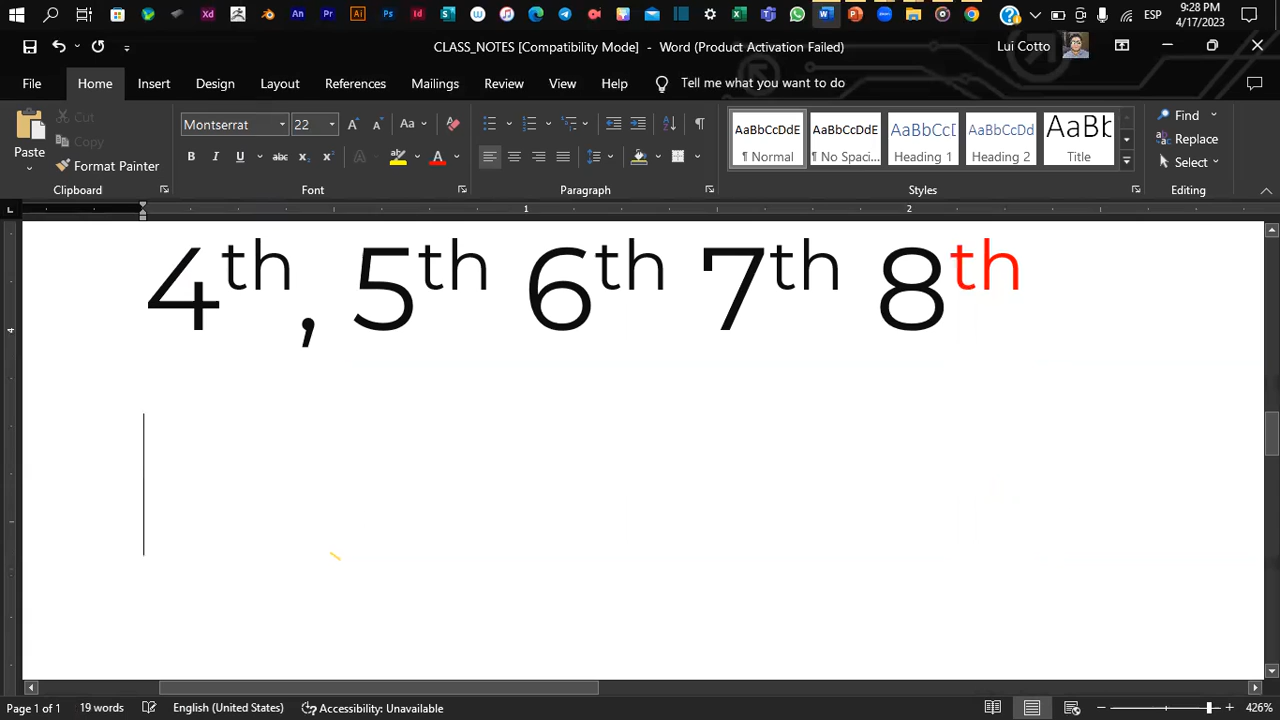 9:28 PM
ESP
4/17/2023
CLASS_NOTES [Compatibility Mode] - Word (Product Activation Failed)
Lui Cotto
File Home Insert Design Layout References Mailings Review View Help Tell me what you want to do
Cut
Copy
Format Painter
Paste
Clipboard
Montserrat 22
Font
Paragraph
AaBbCcDdE AaBbCcDdE AaBbC( AaBbCcDd AaBb
¶ Normal ¶ No Spaci... Heading 1 Heading 2 Title
Styles
Find
Replace
Select
Editing
1 2
4
4th, 5th 6th 7th 8th
Page 1 of 1 19 words English (United States) Accessibility: Unavailable 426%